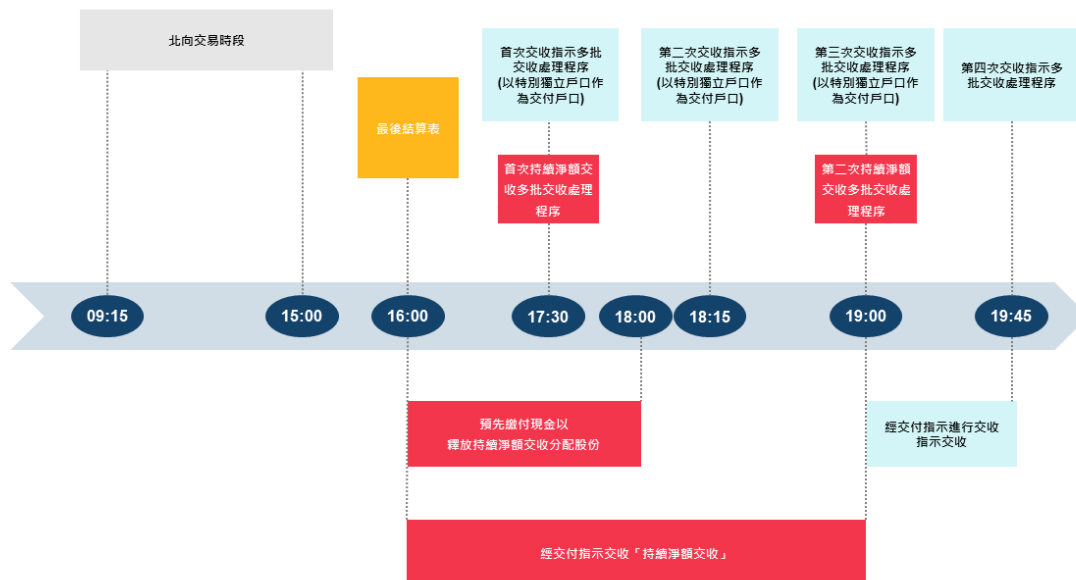 北向交易時段
首次交收指示多批
交收處理程序
(以特別獨立戶口作
為交付戶口)
第二次交收指示多
批交收處理程序
(以特別獨立戶口作
為交付戶口)
第三次交收指示多
批交收處理程序
(以特別獨立戶口作
為交付戶口)
第四次交收指示多
批交收處理程序
最後結算表
首次持續淨額交
收多批交收處理
程序
第二次持續淨額
交收多批交收處
理程序
09:15
15:00
16:00
17:30
18:00
18:15
19:00
19:45
預先繳付現金以
釋放持續淨額交收分配股份
經交付指示進行交收
指示交收
經交付指示交收「持續淨額交收」